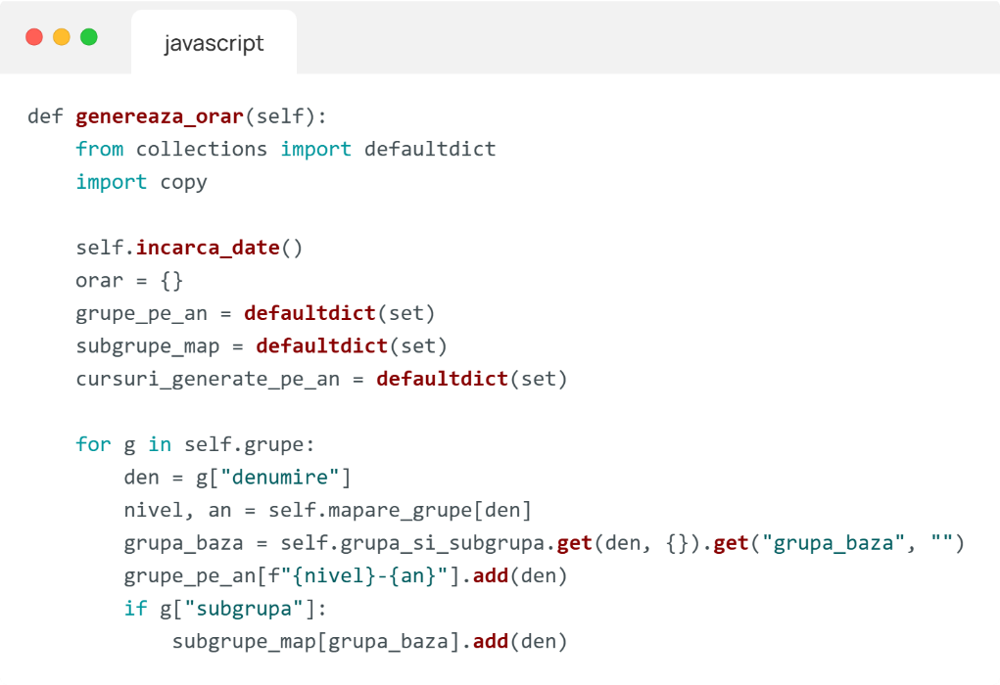 javascript
def genereaza_orar(self):
    from collections import defaultdict
    import copy

    self.incarca_date()
    orar = {}
    grupe_pe_an = defaultdict(set)
    subgrupe_map = defaultdict(set)
    cursuri_generate_pe_an = defaultdict(set)

    for g in self.grupe:
        den = g["denumire"]
        nivel, an = self.mapare_grupe[den]
        grupa_baza = self.grupa_si_subgrupa.get(den, {}).get("grupa_baza", "")
        grupe_pe_an[f"{nivel}-{an}"].add(den)
        if g["subgrupa"]:
            subgrupe_map[grupa_baza].add(den)